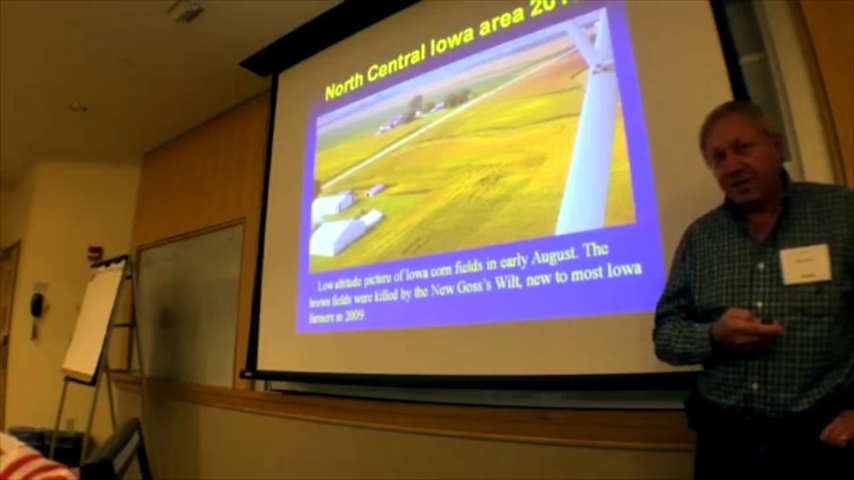 North Central Iowa area
Low altitude picture of Iowa corn fields in early August. The
brown fields were killed by the New Goss's Wilt, new to most Iowa
farmers in 2009